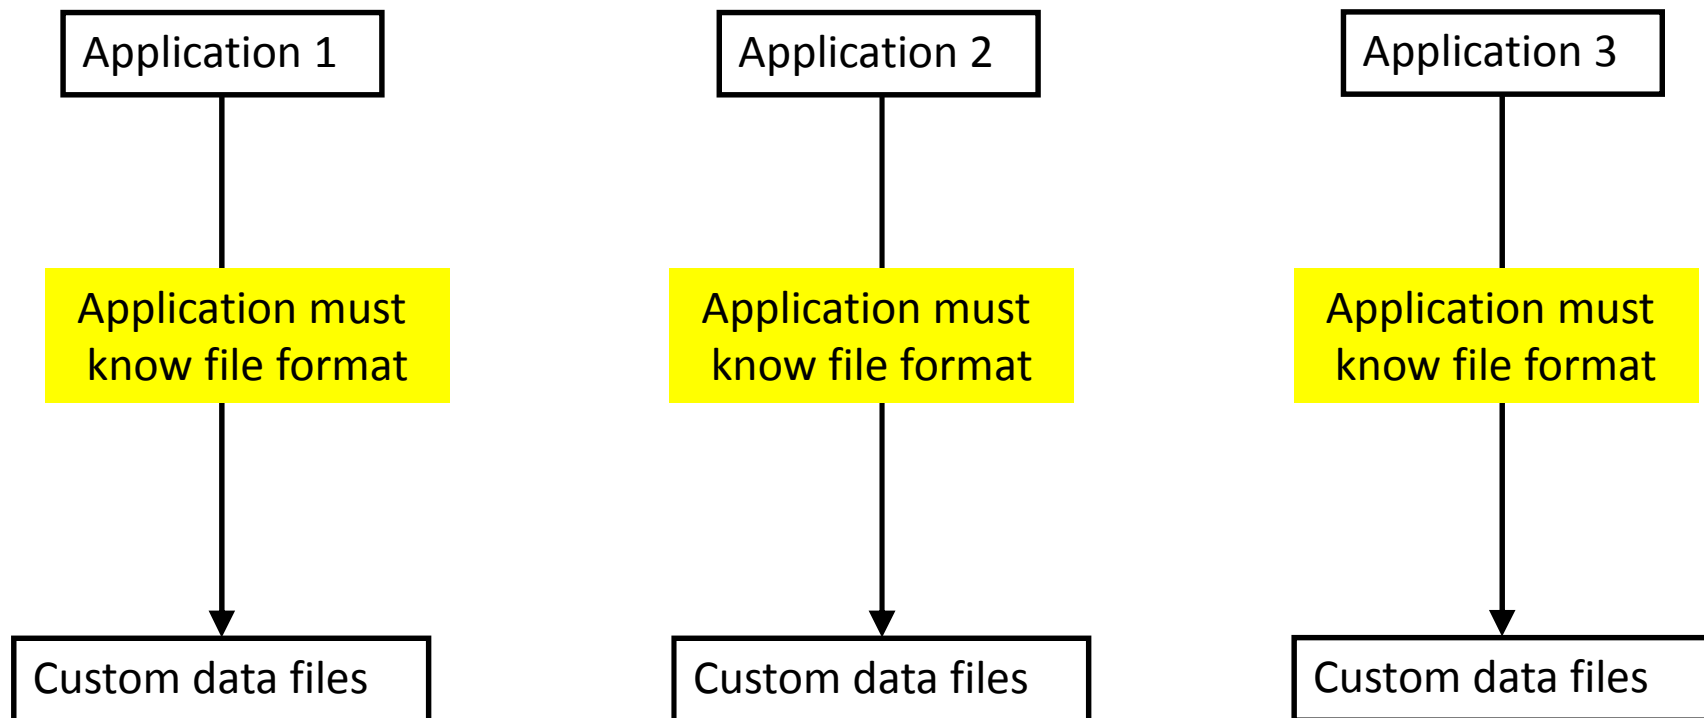 Application 1
Application 2
Application 3
Application must
know file format
Application must
know file format
Application must
know file format
Custom data files
Custom data files
Custom data files